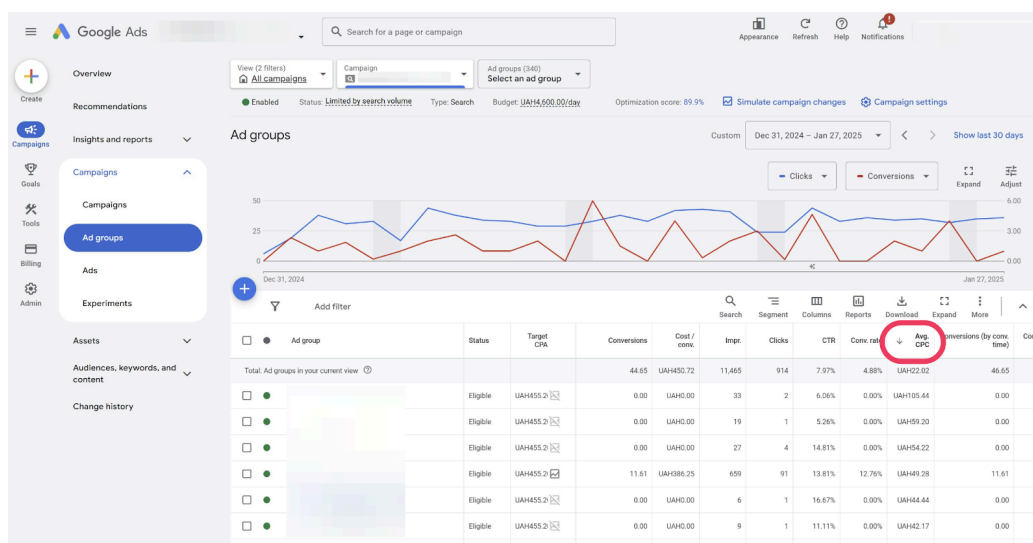 Google Ads
Search for a page or campaign
Appearance
Refresh
Help
Notifications
Create
Campaigns
Goals
Tools
Billing
Admin
Overview
Recommendations
Insights and reports
Campaigns
Campaigns
Ad groups
Ads
Experiments
Assets
Audiences, keywords, and
content
Change history
View (2 filters)
All campaigns
Campaign
Ad groups (340)
Select an ad group
Enabled Status: Limited by search volume Type: Search Budget: UAH4,600.00/day Optimization score: 89.9% Simulate campaign changes Campaign settings
Ad groups
Custom Dec 31, 2024 – Jan 27, 2025 Show last 30 days
Clicks Conversions Expand Adjust
50 6.00
25 3.00
0 0.00
Dec 31, 2024 Jan 27, 2025
Add filter
Search Segment Columns Reports Download Expand More
Ad group Status Target CPA Conversions Cost / conv. Impr. Clicks CTR Conv. rate Avg. CPC Conversions (by conv. time)
Total: Ad groups in your current view 44.65 UAH450.72 11,465 914 7.97% 4.88% UAH22.02 46.65
Eligible UAH455.2 0.00 UAH0.00 33 2 6.06% 0.00% UAH105.44 0.00
Eligible UAH455.2 0.00 UAH0.00 19 1 5.26% 0.00% UAH59.20 0.00
Eligible UAH455.2 0.00 UAH0.00 27 4 14.81% 0.00% UAH54.22 0.00
Eligible UAH455.2 11.61 UAH386.25 659 91 13.81% 12.76% UAH49.28 11.61
Eligible UAH455.2 0.00 UAH0.00 6 1 16.67% 0.00% UAH44.44 0.00
Eligible UAH455.2 0.00 UAH0.00 9 1 11.11% 0.00% UAH42.17 0.00